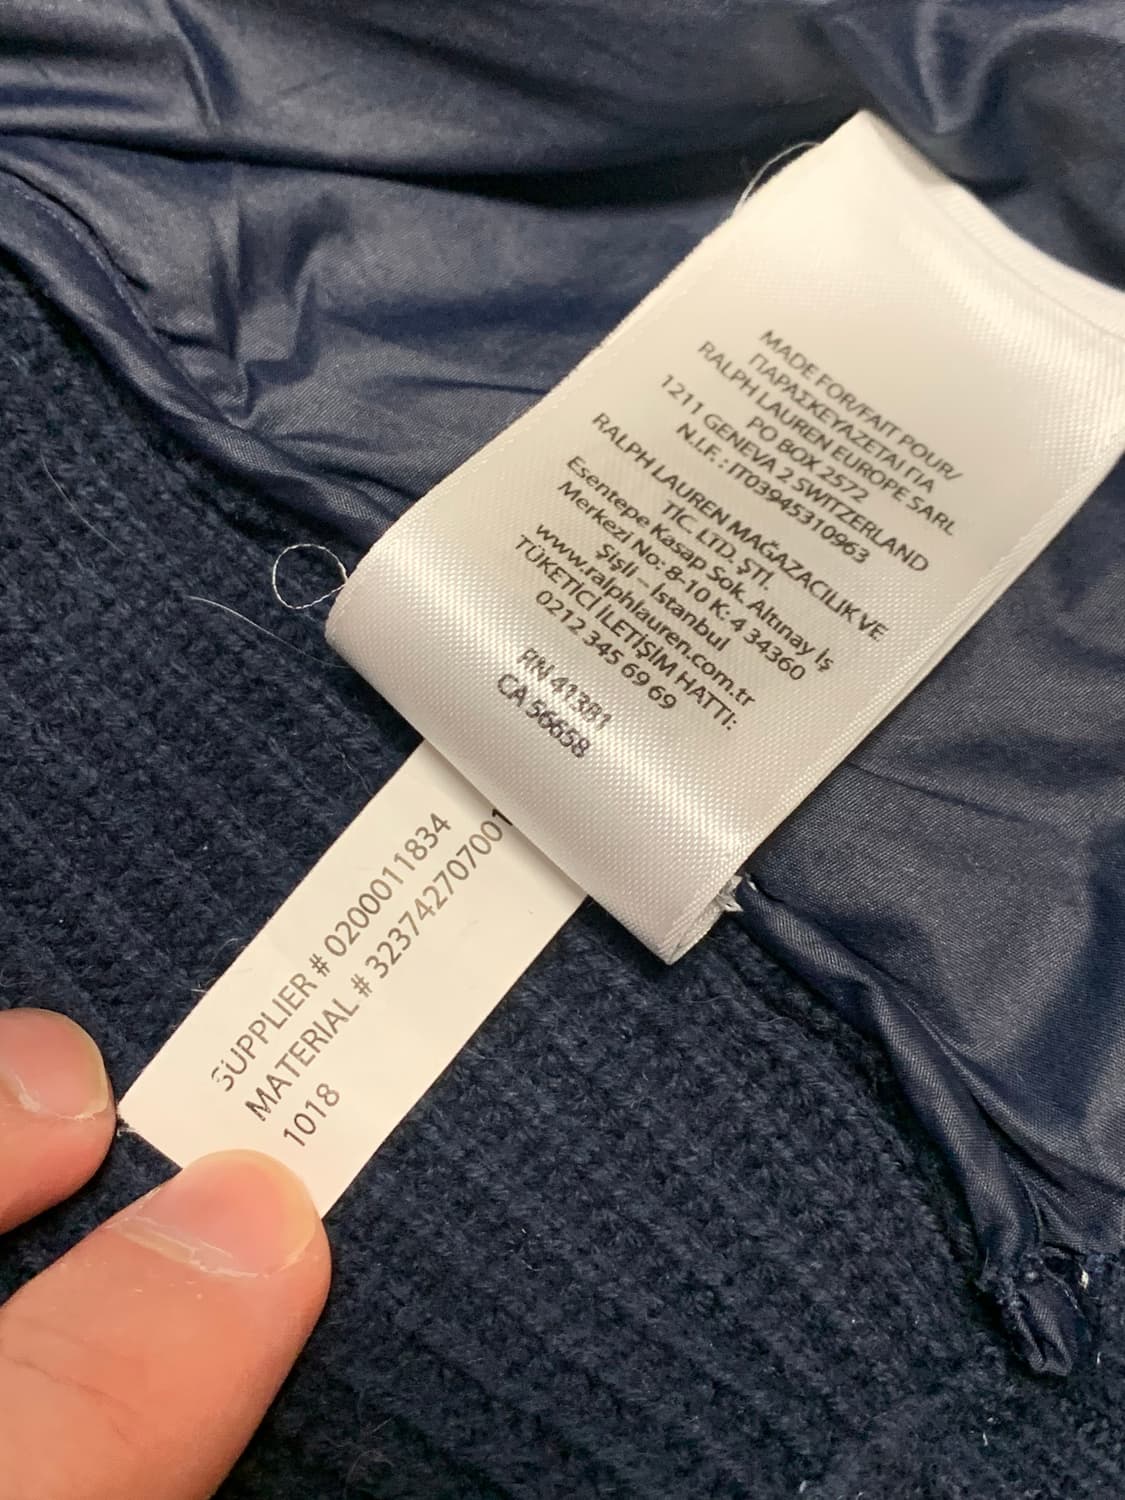 MADE FOR/FAIT POUR/
ΠΑΡΑΣΚΕΥΑΖΕΤΑΙ ΓΙΑ
RALPH LAUREN EUROPE SARL
PO BOX 2572
1211 GENEVA 2 SWITZERLAND
N.I.F. : IT03945310963
RALPH LAUREN MAĞAZACILIK VE
TİC. LTD. ŞTİ.
Esentepe Kasap Sok. Altınay İş
Merkezi No: 8-10 K: 4 34360
Şişli – İstanbul
www.ralphlauren.com.tr
TÜKETİCİ İLETİŞİM HATTI:
0212 345 69 69
RN 41381
CA 56658
SUPPLIER # 0200011834
MATERIAL # 323742707001
1018